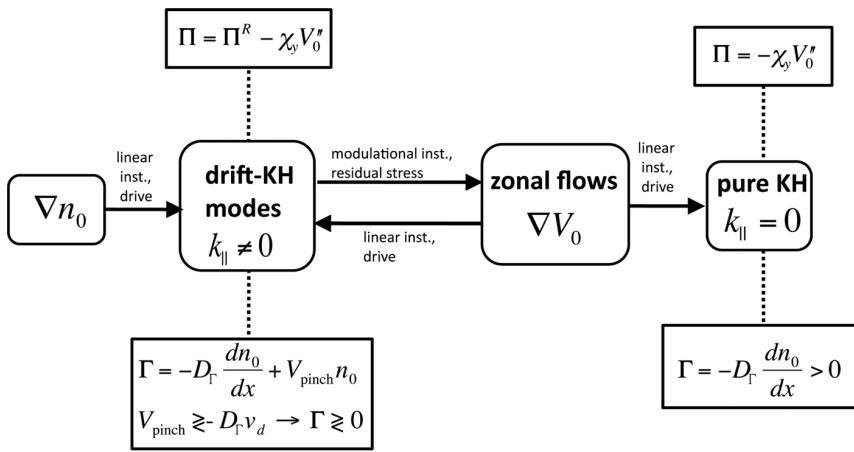 Π = Π^R − χ_y V_0″
Π = −χ_y V_0″
∇n_0
linear
inst.,
drive
drift-KH
modes
k_∥ ≠ 0
modulational inst.,
residual stress
linear inst.,
drive
zonal flows
∇V_0
linear
inst.,
drive
pure KH
k_∥ = 0
Γ = −D_Γ dn_0/dx + V_pinch n_0
V_pinch ≷ - D_Γ v_d → Γ ≷ 0
Γ = −D_Γ dn_0/dx > 0